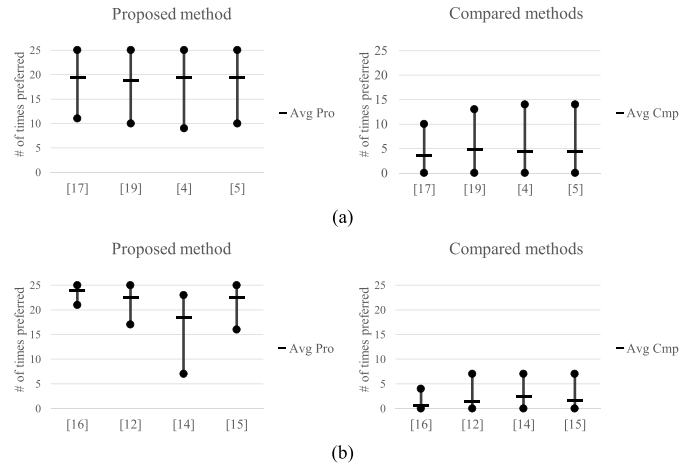 Proposed method
25
20
15
10
5
0
# of times preferred
[17] [19] [4] [5]
Avg Pro
Compared methods
25
20
15
10
5
0
# of times preferred
[17] [19] [4] [5]
Avg Cmp
(a)
Proposed method
25
20
15
10
5
0
# of times preferred
[16] [12] [14] [15]
Avg Pro
Compared methods
25
20
15
10
5
0
# of times preferred
[16] [12] [14] [15]
Avg Cmp
(b)